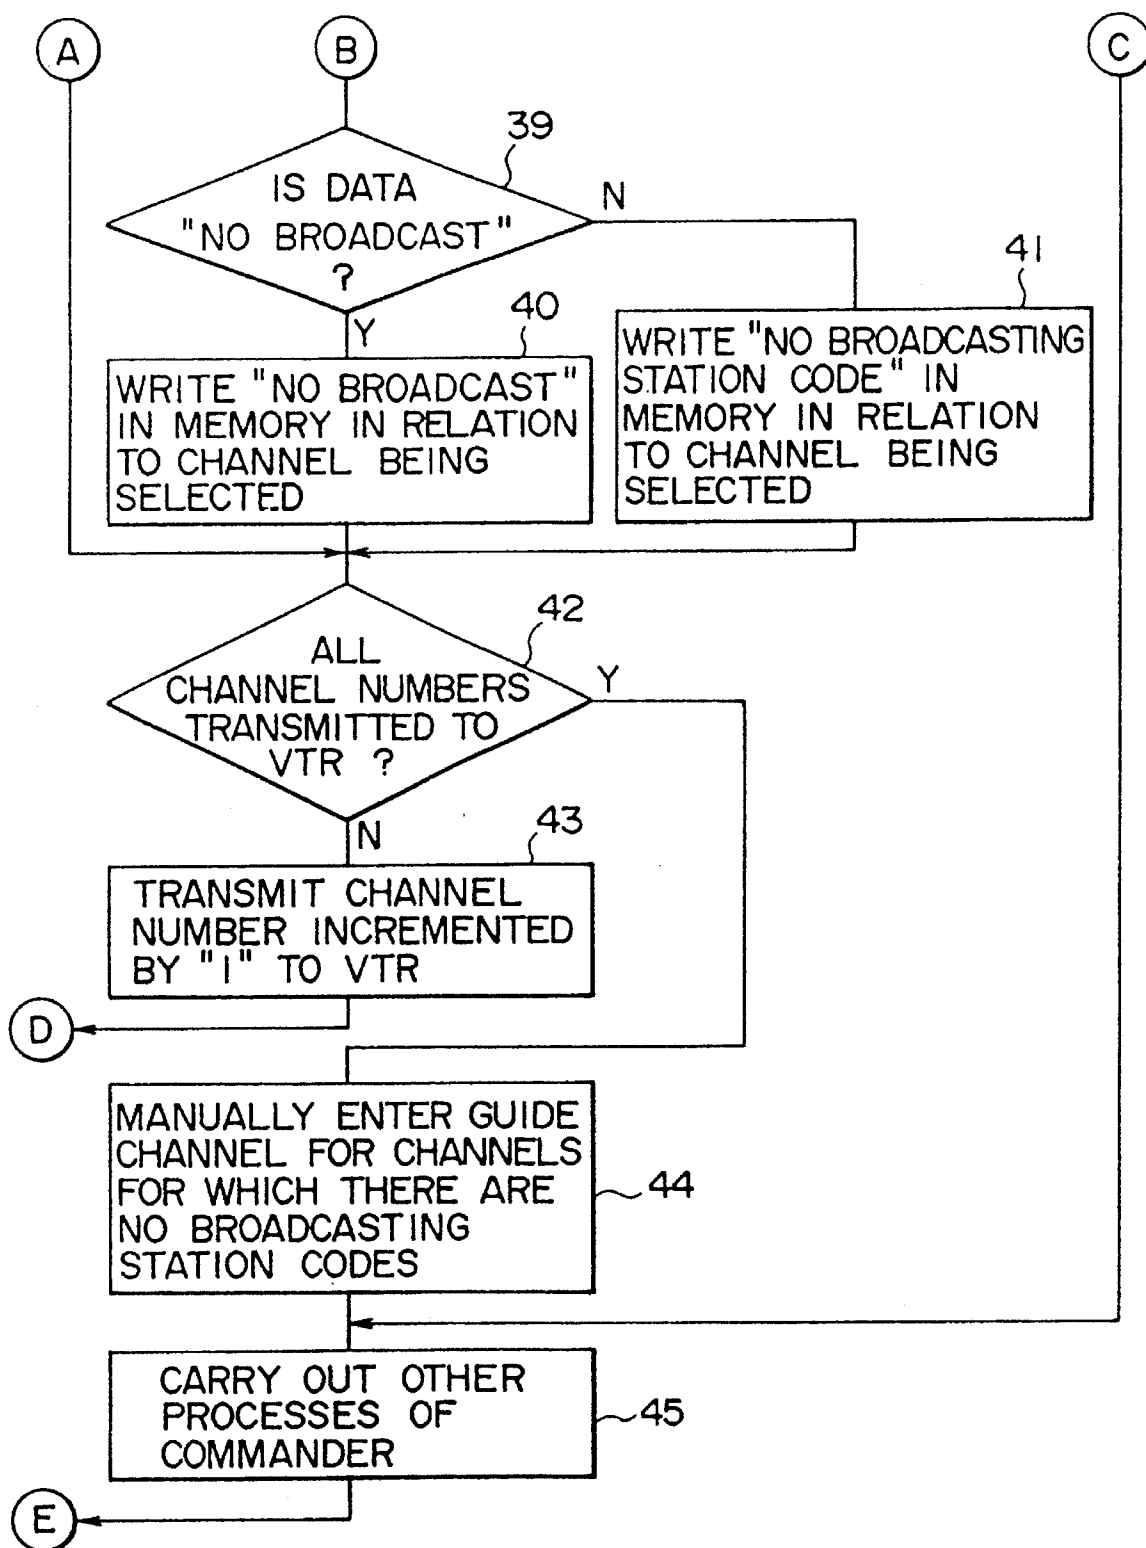 A
B
C
39
IS DATA
"NO BROADCAST"
?
N
Y
40
WRITE "NO BROADCAST"
IN MEMORY IN RELATION
TO CHANNEL BEING
SELECTED
41
WRITE "NO BROADCASTING
STATION CODE" IN
MEMORY IN RELATION
TO CHANNEL BEING
SELECTED
42
ALL
CHANNEL NUMBERS
TRANSMITTED TO
VTR ?
Y
N
43
TRANSMIT CHANNEL
NUMBER INCREMENTED
BY "1" TO VTR
D
MANUALLY ENTER GUIDE
CHANNEL FOR CHANNELS
FOR WHICH THERE ARE
NO BROADCASTING
STATION CODES
44
CARRY OUT OTHER
PROCESSES OF
COMMANDER
45
E